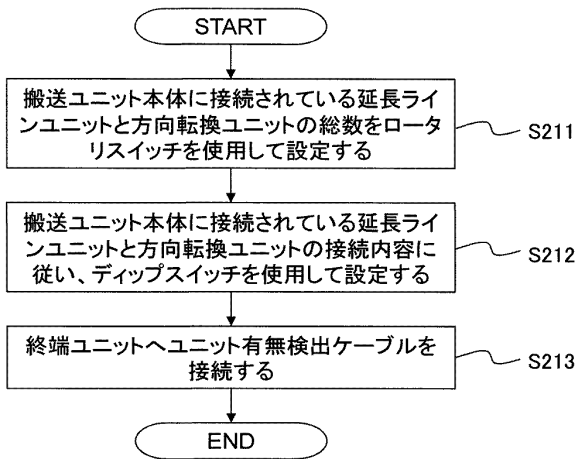 START
搬送ユニット本体に接続されている延長ライ
ンユニットと方向転換ユニットの総数をロータ
リスイッチを使用して設定する
S211
搬送ユニット本体に接続されている延長ライ
ンユニットと方向転換ユニットの接続内容に
従い、ディップスイッチを使用して設定する
S212
終端ユニットへユニット有無検出ケーブルを
接続する
S213
END